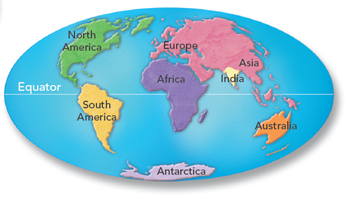 North
America
Europe
Asia
Africa
India
Equator
South
America
Australia
Antarctica